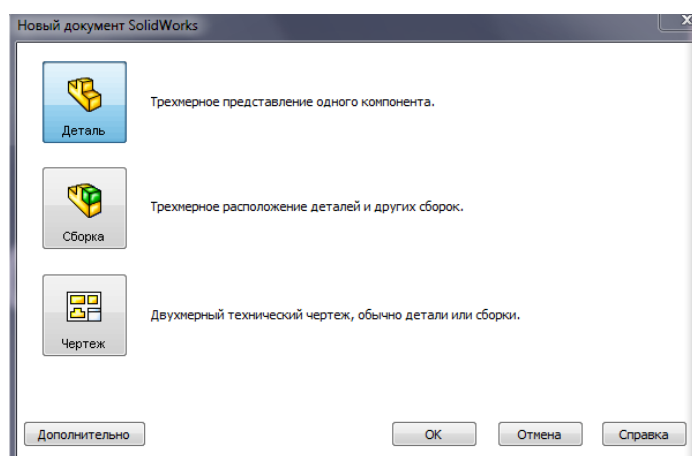 Новый документ SolidWorks
Деталь
Трехмерное представление одного компонента.
Сборка
Трехмерное расположение деталей и других сборок.
Чертеж
Двухмерный технический чертеж, обычно детали или сборки.
Дополнительно OK Отмена Справка